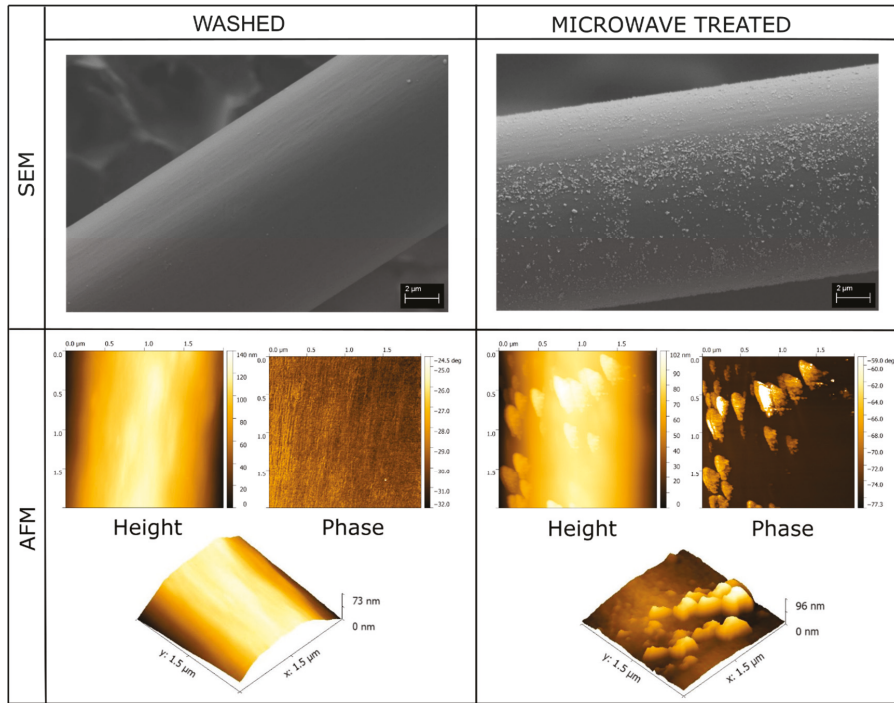 WASHED
MICROWAVE TREATED
SEM
2 µm
2 µm
AFM
0.0 µm 0.5 1.0 1.5
0.0
0.5
1.0
1.5
140 nm
120
100
80
60
40
20
0
Height
0.0 µm 0.5 1.0 1.5
0.0
0.5
1.0
1.5
-24.5 deg
-25.0
-26.0
-27.0
-28.0
-29.0
-30.0
-31.0
-32.0
Phase
73 nm
0 nm
y: 1.5 µm
x: 1.5 µm
0.0 µm 0.5 1.0 1.5
0.0
0.5
1.0
1.5
102 nm
90
80
70
60
50
40
30
20
10
0
Height
0.0 µm 0.5 1.0 1.5
0.0
0.5
1.0
1.5
-59.0 deg
-60.0
-62.0
-64.0
-66.0
-68.0
-70.0
-72.0
-74.0
-77.3
Phase
96 nm
0 nm
y: 1.5 µm
x: 1.5 µm